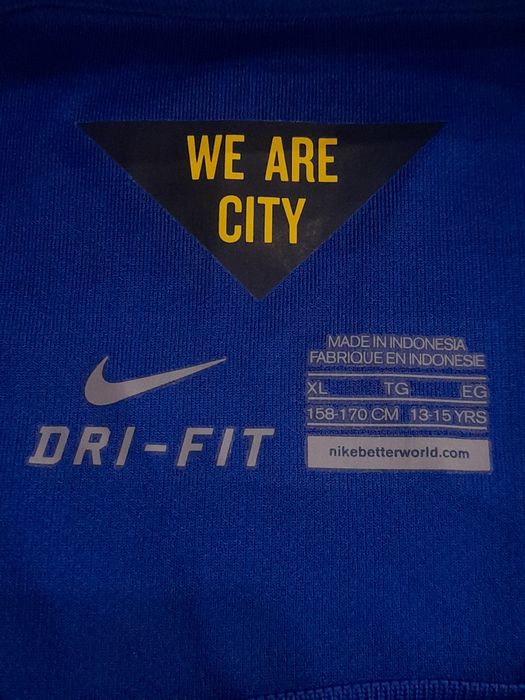 WE ARE
CITY
DRI-FIT
MADE IN INDONESIA
FABRIQUE EN INDONESIE
XL TG EG
158-170 CM 13-15 YRS
nikebetterworld.com